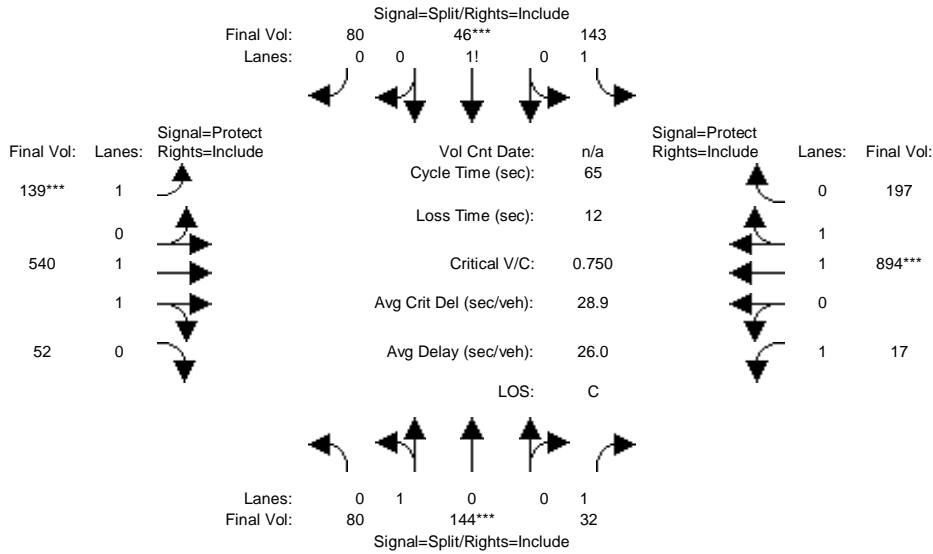 Signal=Split/Rights=Include
Final Vol: 80 46*** 143
Lanes: 0 0 1! 0 1
Signal=Protect
Final Vol: Lanes: Rights=Include
Vol Cnt Date: n/a
Signal=Protect
Rights=Include Lanes: Final Vol:
Cycle Time (sec): 65
139*** 1
0 197
Loss Time (sec): 12
0
1
540 1
Critical V/C: 0.750
1 894***
1
Avg Crit Del (sec/veh): 28.9
0
52 0
Avg Delay (sec/veh): 26.0
1 17
LOS: C
Lanes: 0 1 0 0 1
Final Vol: 80 144*** 32
Signal=Split/Rights=Include